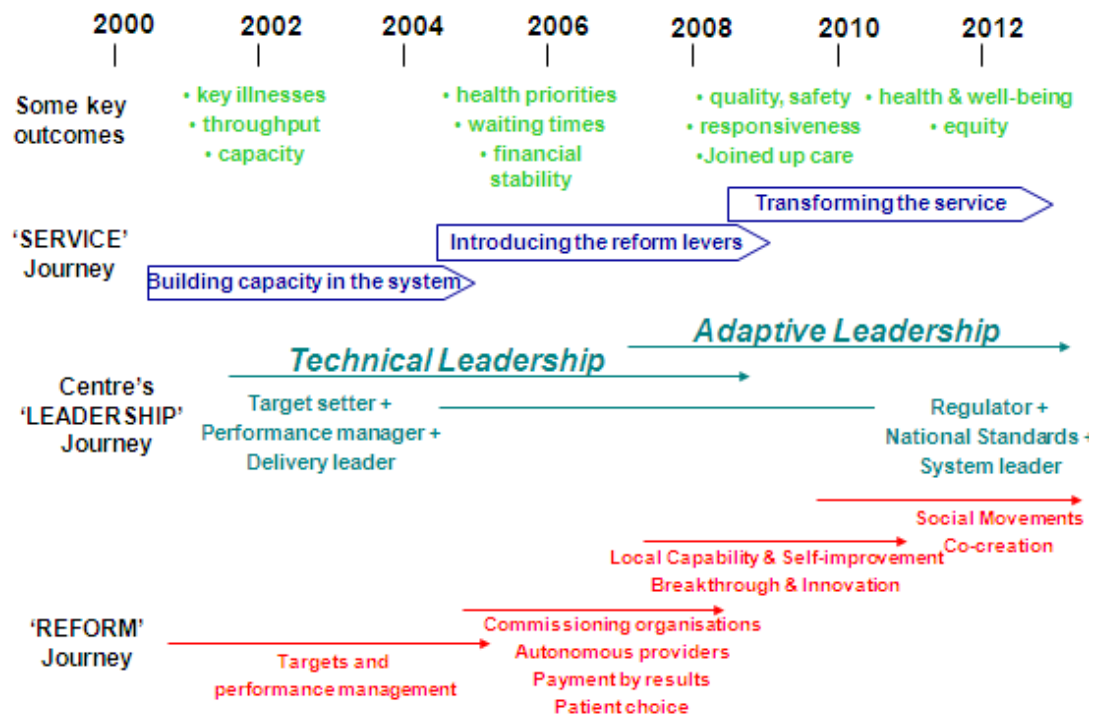 2000 2002 2004 2006 2008 2010 2012
Some key
outcomes
• key illnesses
• throughput
• capacity
• health priorities
• waiting times
• financial
stability
• quality, safety
• responsiveness
•Joined up care
• health & well-being
• equity
‘SERVICE’
Journey
Building capacity in the system
Introducing the reform levers
Transforming the service
Centre's
‘LEADERSHIP’
Journey
Technical Leadership
Adaptive Leadership
Target setter +
Performance manager +
Delivery leader
Regulator +
National Standards +
System leader
‘REFORM’
Journey
Targets and
performance management
Commissioning organisations
Autonomous providers
Payment by results
Patient choice
Local Capability & Self-improvement
Breakthrough & Innovation
Social Movements
Co-creation